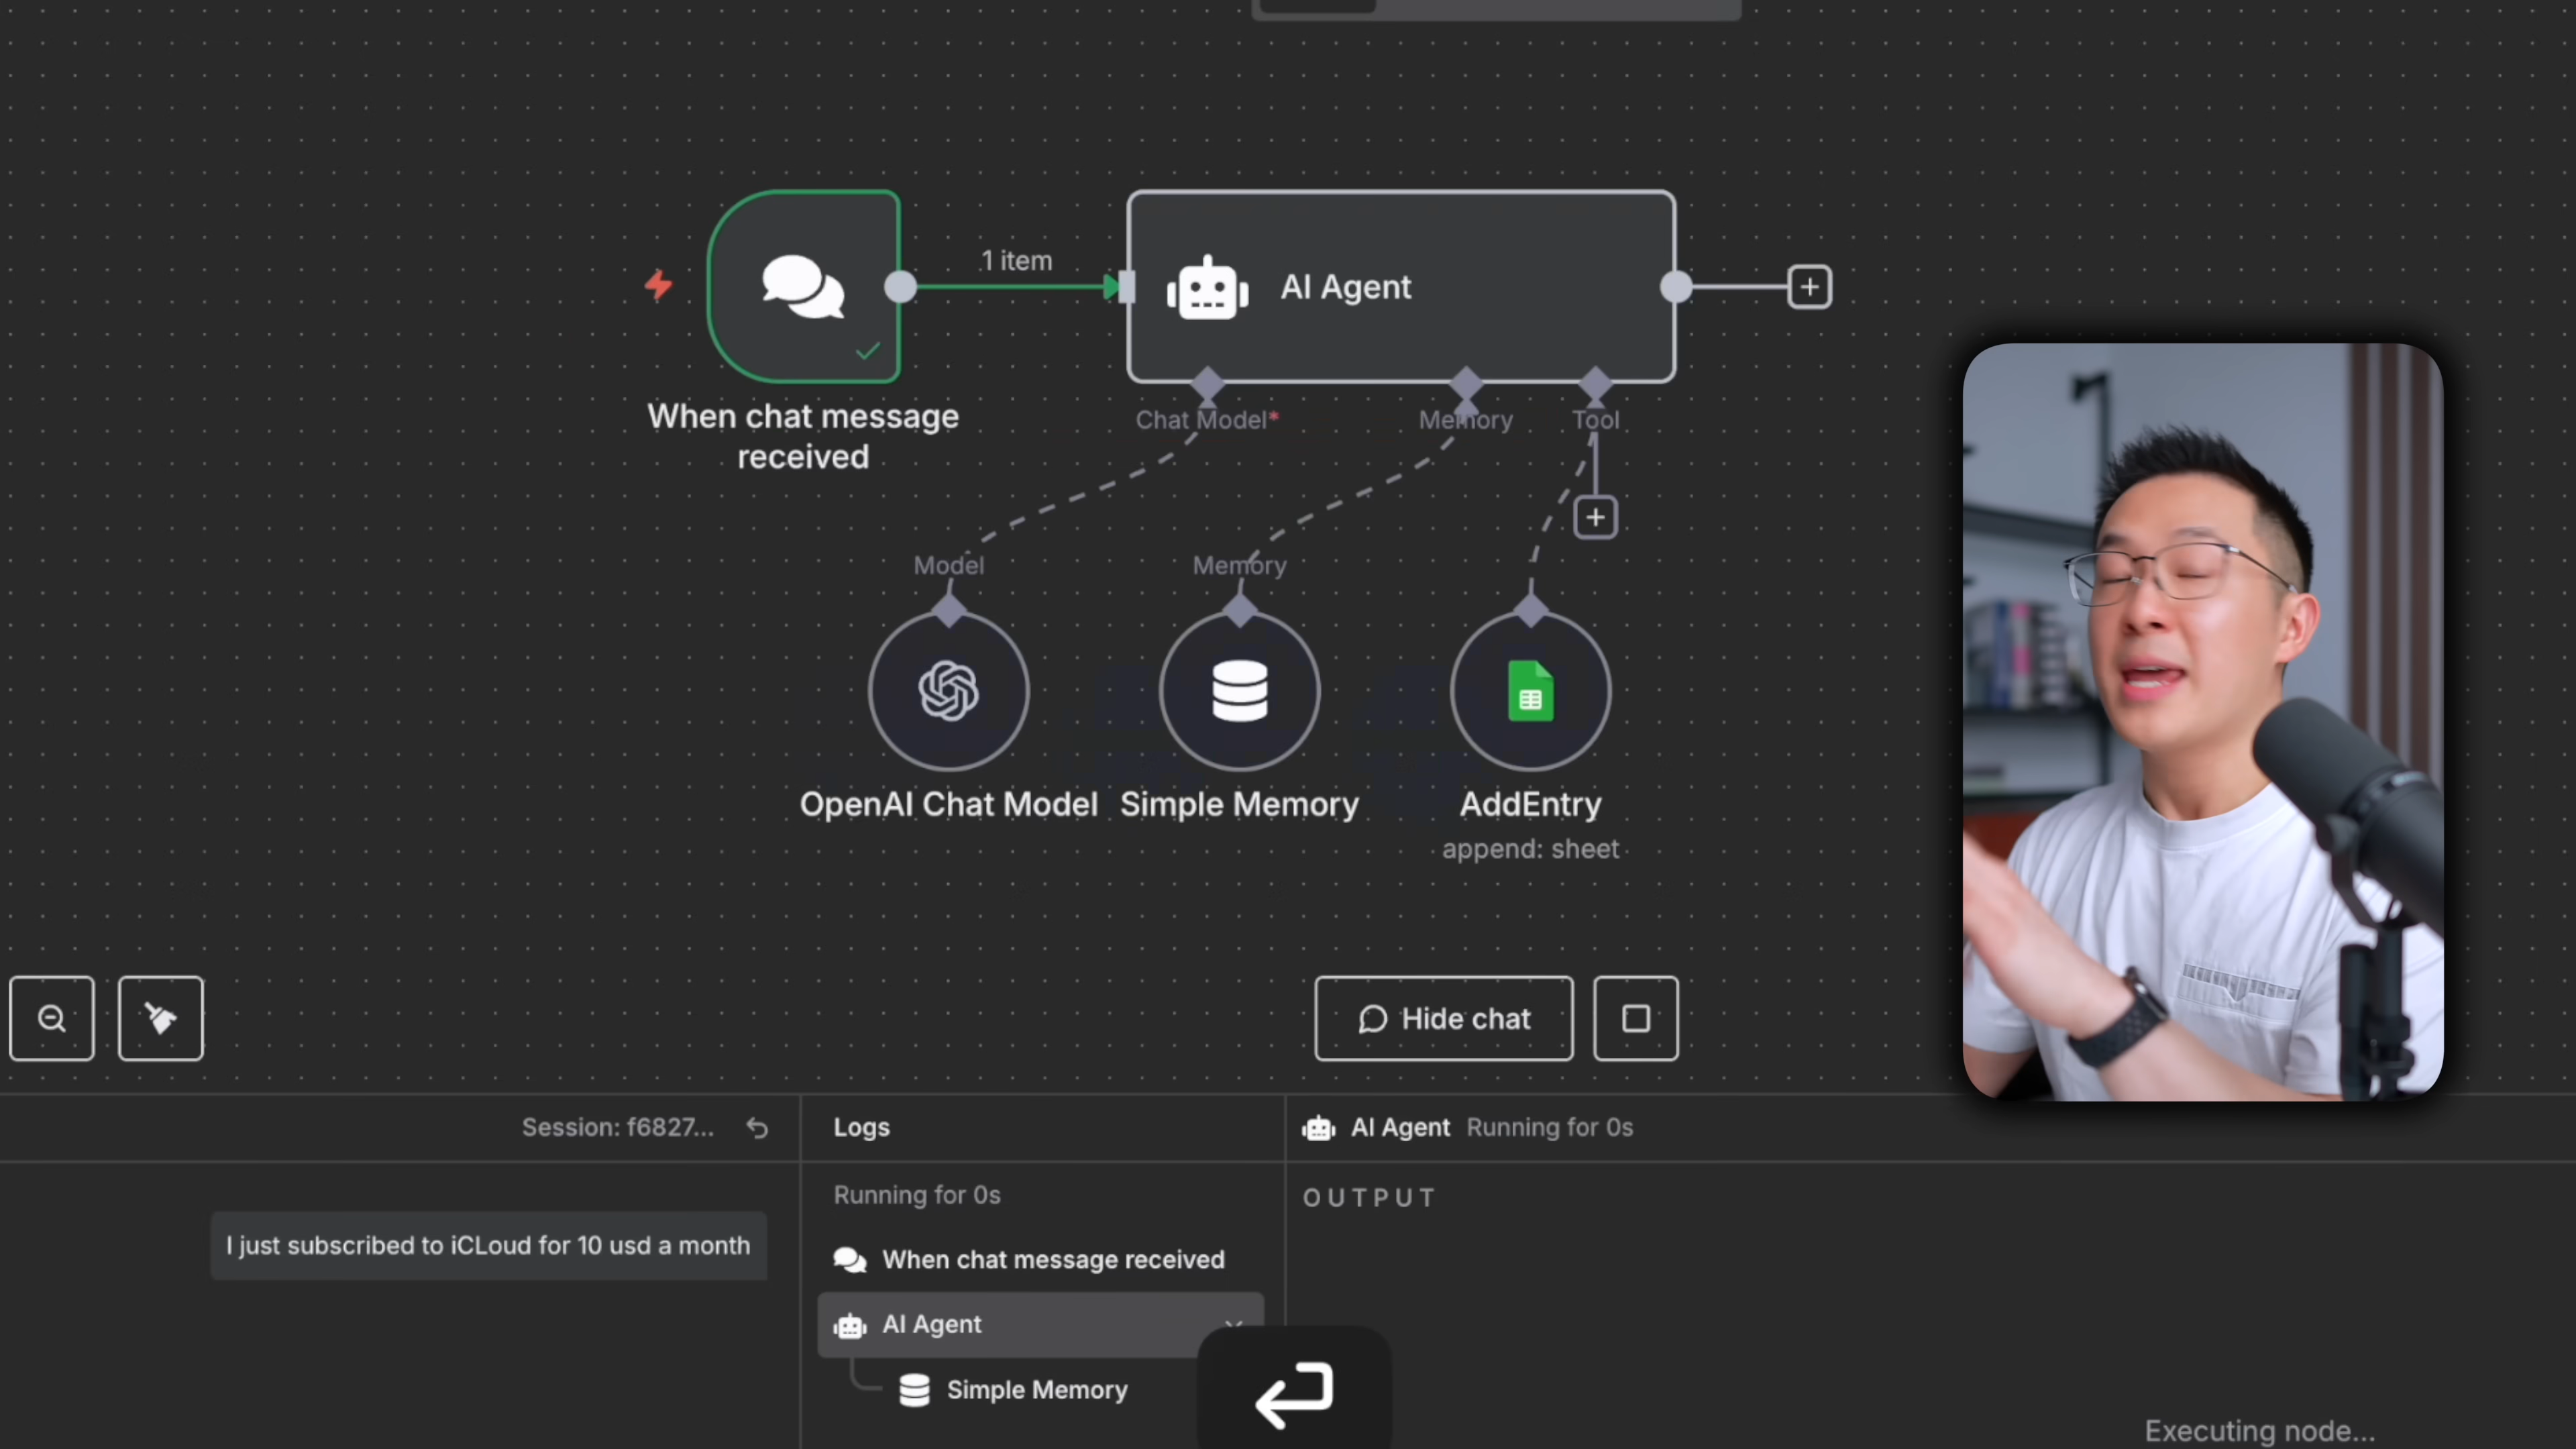 1 item
AI Agent
When chat message
received
Chat Model*
Memory
Tool
Model
Memory
OpenAI Chat Model
Simple Memory
AddEntry
append: sheet
Hide chat
Session: f6827...
Logs
AI Agent
Running for 0s
Running for 0s
OUTPUT
I just subscribed to iCLoud for 10 usd a month
When chat message received
AI Agent
Simple Memory
Executing node...